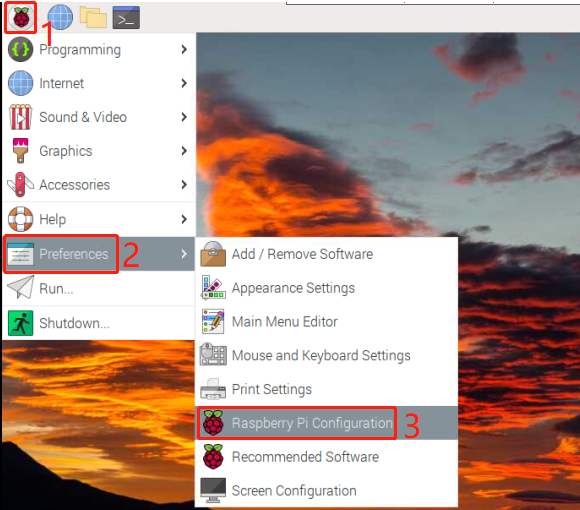 1
Programming
Internet
Sound & Video
Graphics
Accessories
Help
Preferences 2
Run...
Shutdown...
Add / Remove Software
Appearance Settings
Main Menu Editor
Mouse and Keyboard Settings
Print Settings
Raspberry Pi Configuration 3
Recommended Software
Screen Configuration